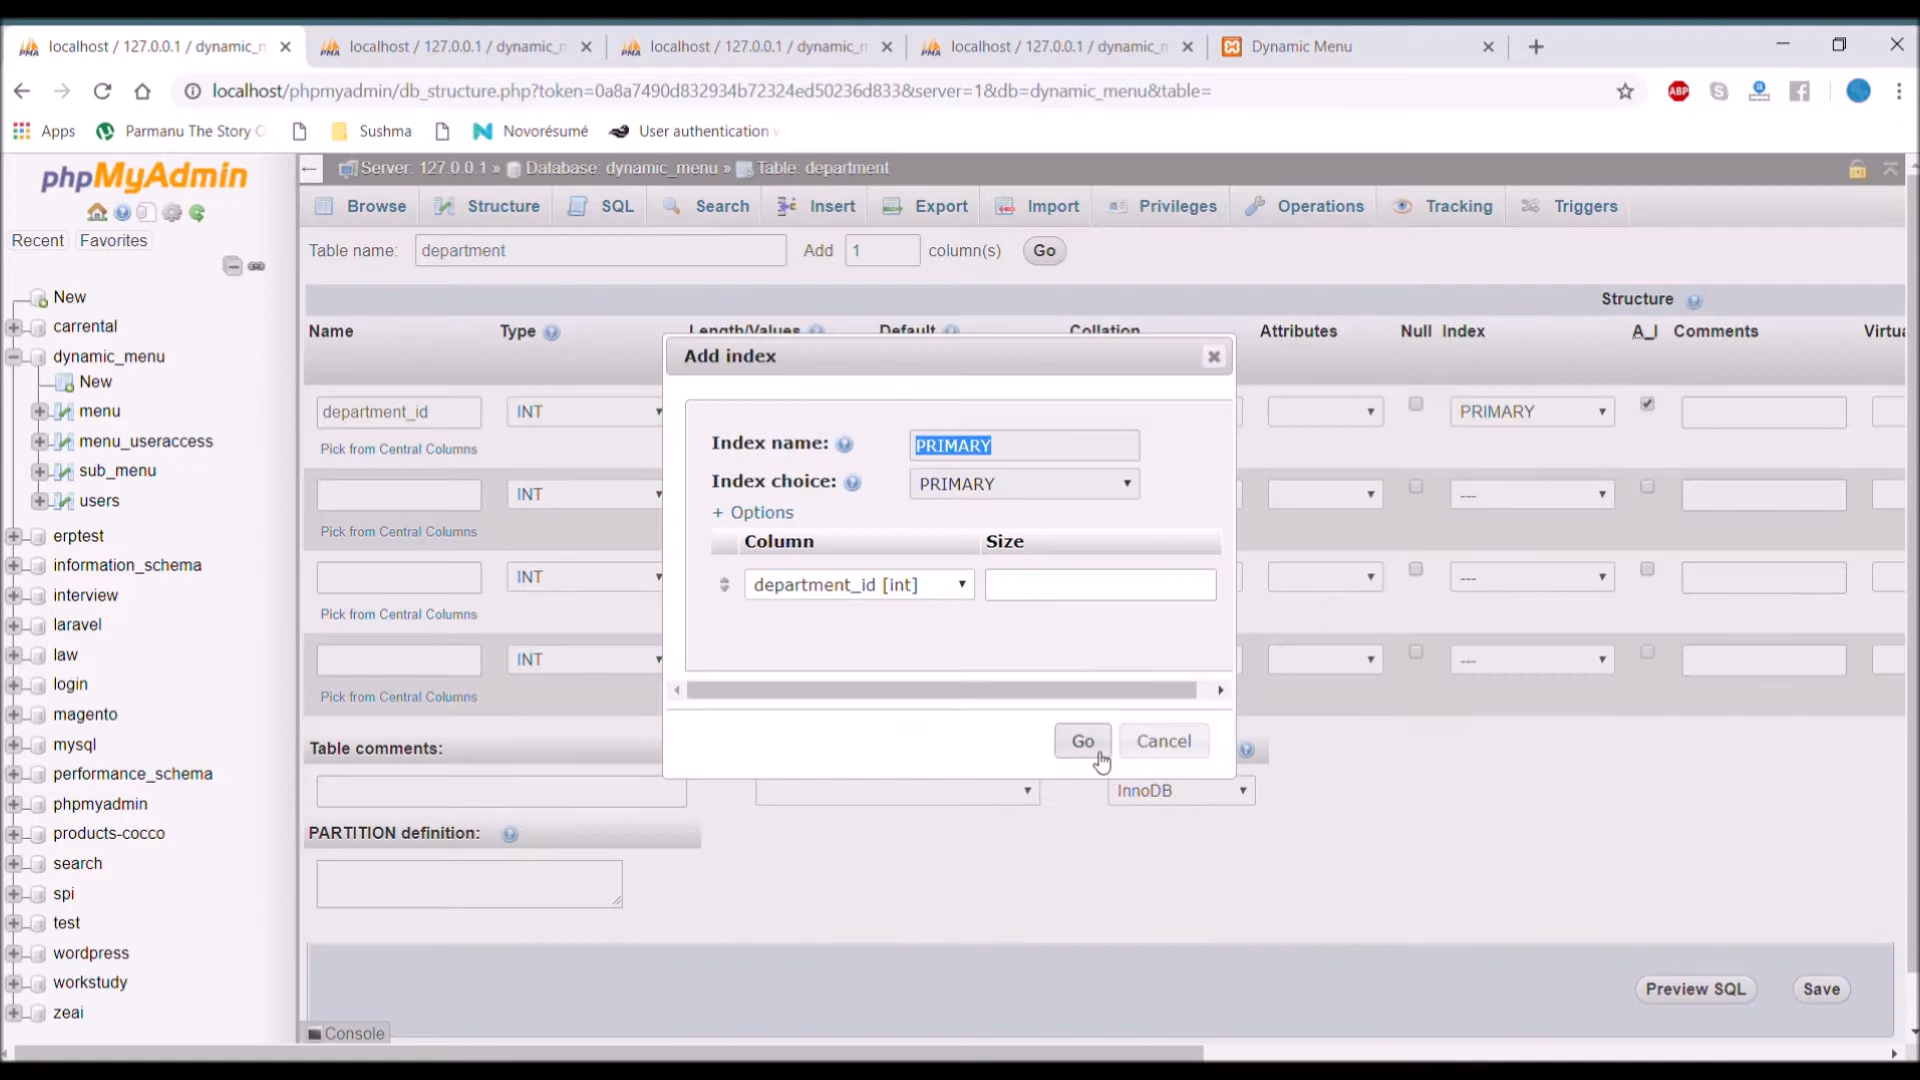 localhost / 127.0.0.1 / dynamic_m
localhost / 127.0.0.1 / dynamic_m
localhost / 127.0.0.1 / dynamic_m
localhost / 127.0.0.1 / dynamic_m
Dynamic Menu
localhost/phpmyadmin/db_structure.php?token=0a8a7490d832934b72324ed50236d833&server=1&db=dynamic_menu&table=
ABP
Apps
Parmanu The Story O
Sushma
Novorésumé
User authentication
phpMyAdmin
Recent
Favorites
New
carrental
dynamic_menu
New
menu
menu_useraccess
sub_menu
users
erptest
information_schema
interview
laravel
law
login
magento
mysql
performance_schema
phpmyadmin
products-cocco
search
spi
test
wordpress
workstudy
zeai
Server: 127.0.0.1 » Database: dynamic_menu » Table: department
Browse Structure SQL Search Insert Export Import Privileges Operations Tracking Triggers
Table name: department Add 1 column(s) Go
Structure
Name Type Length/Values Default Collation Attributes Null Index A_I Comments Virtua
department_id INT PRIMARY
Pick from Central Columns
INT ---
Pick from Central Columns
INT ---
Pick from Central Columns
INT ---
Pick from Central Columns
Add index
Index name: PRIMARY
Index choice: PRIMARY
+ Options
Column Size
department_id [int]
Go Cancel
Table comments:
InnoDB
PARTITION definition:
Preview SQL Save
Console